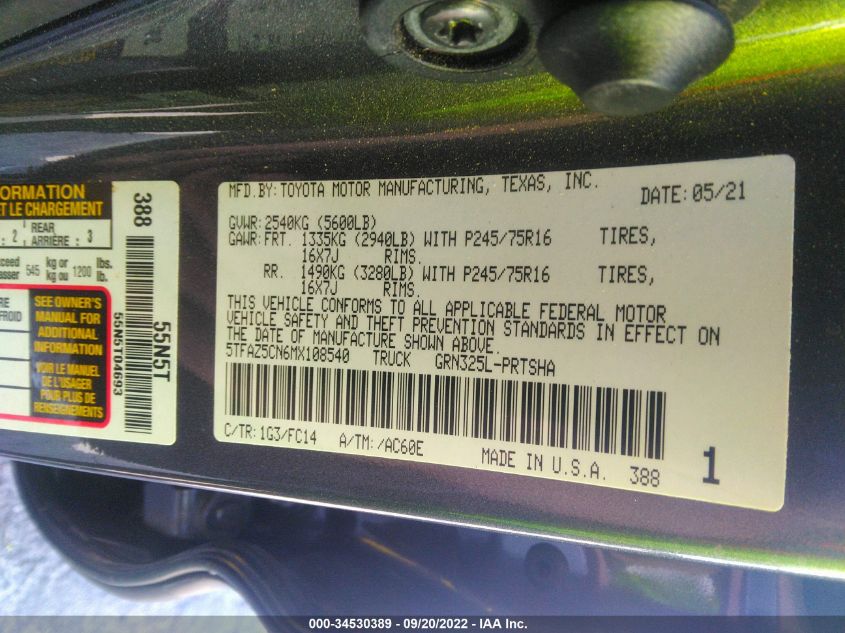 ORMATION
ET LE CHARGEMENT
: 2 REAR ARRIÈRE : 3
545 kg or kg ou 1200 lbs. lb.
SEE OWNER'S
MANUAL FOR
ADDITIONAL
INFORMATION
VOIR LE MANUEL
DE L'USAGER
POUR PLUS DE
RENSEIGNEMENTS
388
55N5T
55N5T04693
MFD.BY: TOYOTA MOTOR MANUFACTURING, TEXAS, INC. DATE: 05/21
GVWR: 2540KG (5600LB)
GAWR: FRT. 1335KG (2940LB) WITH P245/75R16 TIRES,
16X7J RIMS.
RR. 1490KG (3280LB) WITH P245/75R16 TIRES,
16X7J RIMS.
THIS VEHICLE CONFORMS TO ALL APPLICABLE FEDERAL MOTOR
VEHICLE SAFETY AND THEFT PREVENTION STANDARDS IN EFFECT ON
THE DATE OF MANUFACTURE SHOWN ABOVE.
5TFAZ5CN6MX108540 TRUCK GRN325L-PRTSHA
C/TR: 1G3/FC14 A/TM: /AC60E MADE IN U.S.A. 388 1
000-34530389 - 09/20/2022 - IAA Inc.